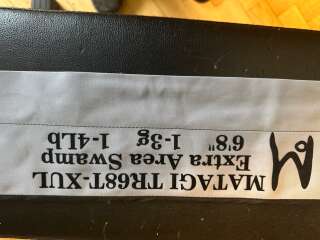 MATAGI TR68T-XUL
Extra Area Swamp
6'8" 1-3g 1-4Lb